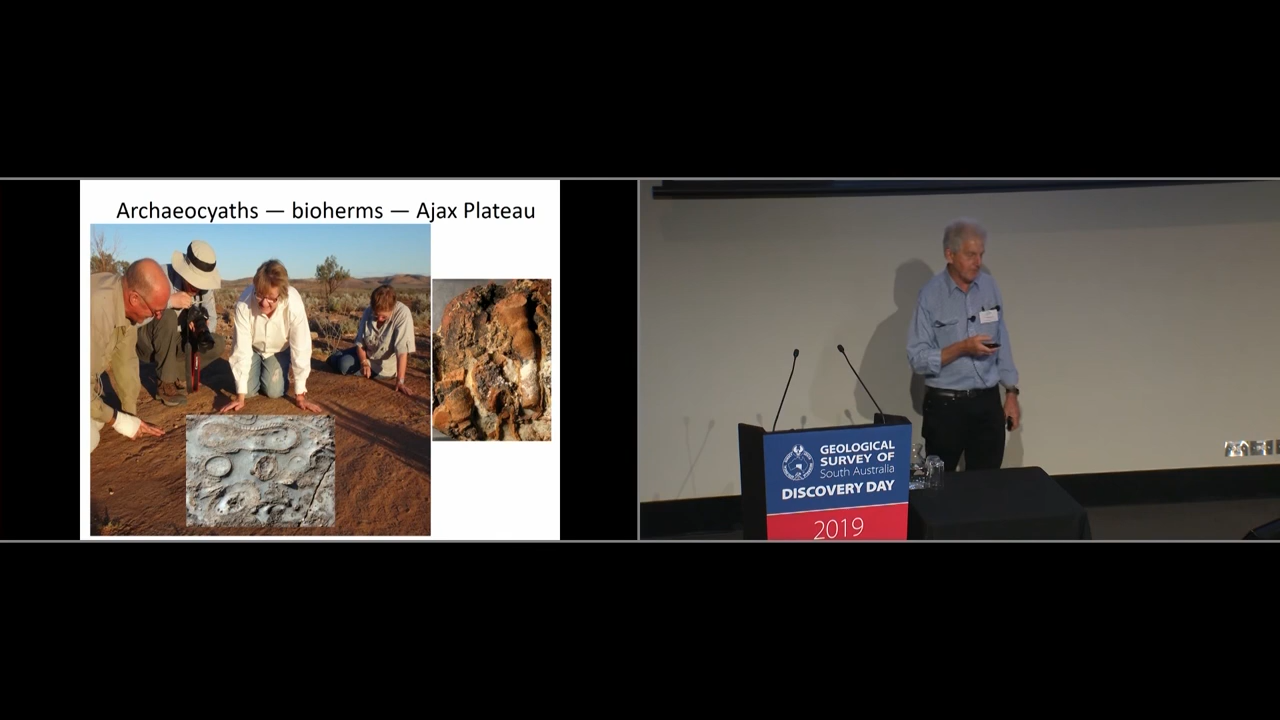 Archaeocyaths — bioherms — Ajax Plateau
GEOLOGICAL
SURVEY OF
South Australia
DISCOVERY DAY
2019